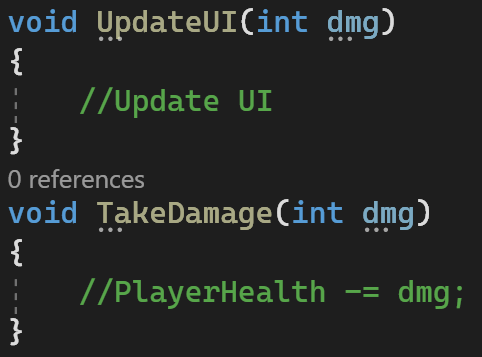 void UpdateUI(int dmg)
{
    //Update UI
}
0 references
void TakeDamage(int dmg)
{
    //PlayerHealth -= dmg;
}